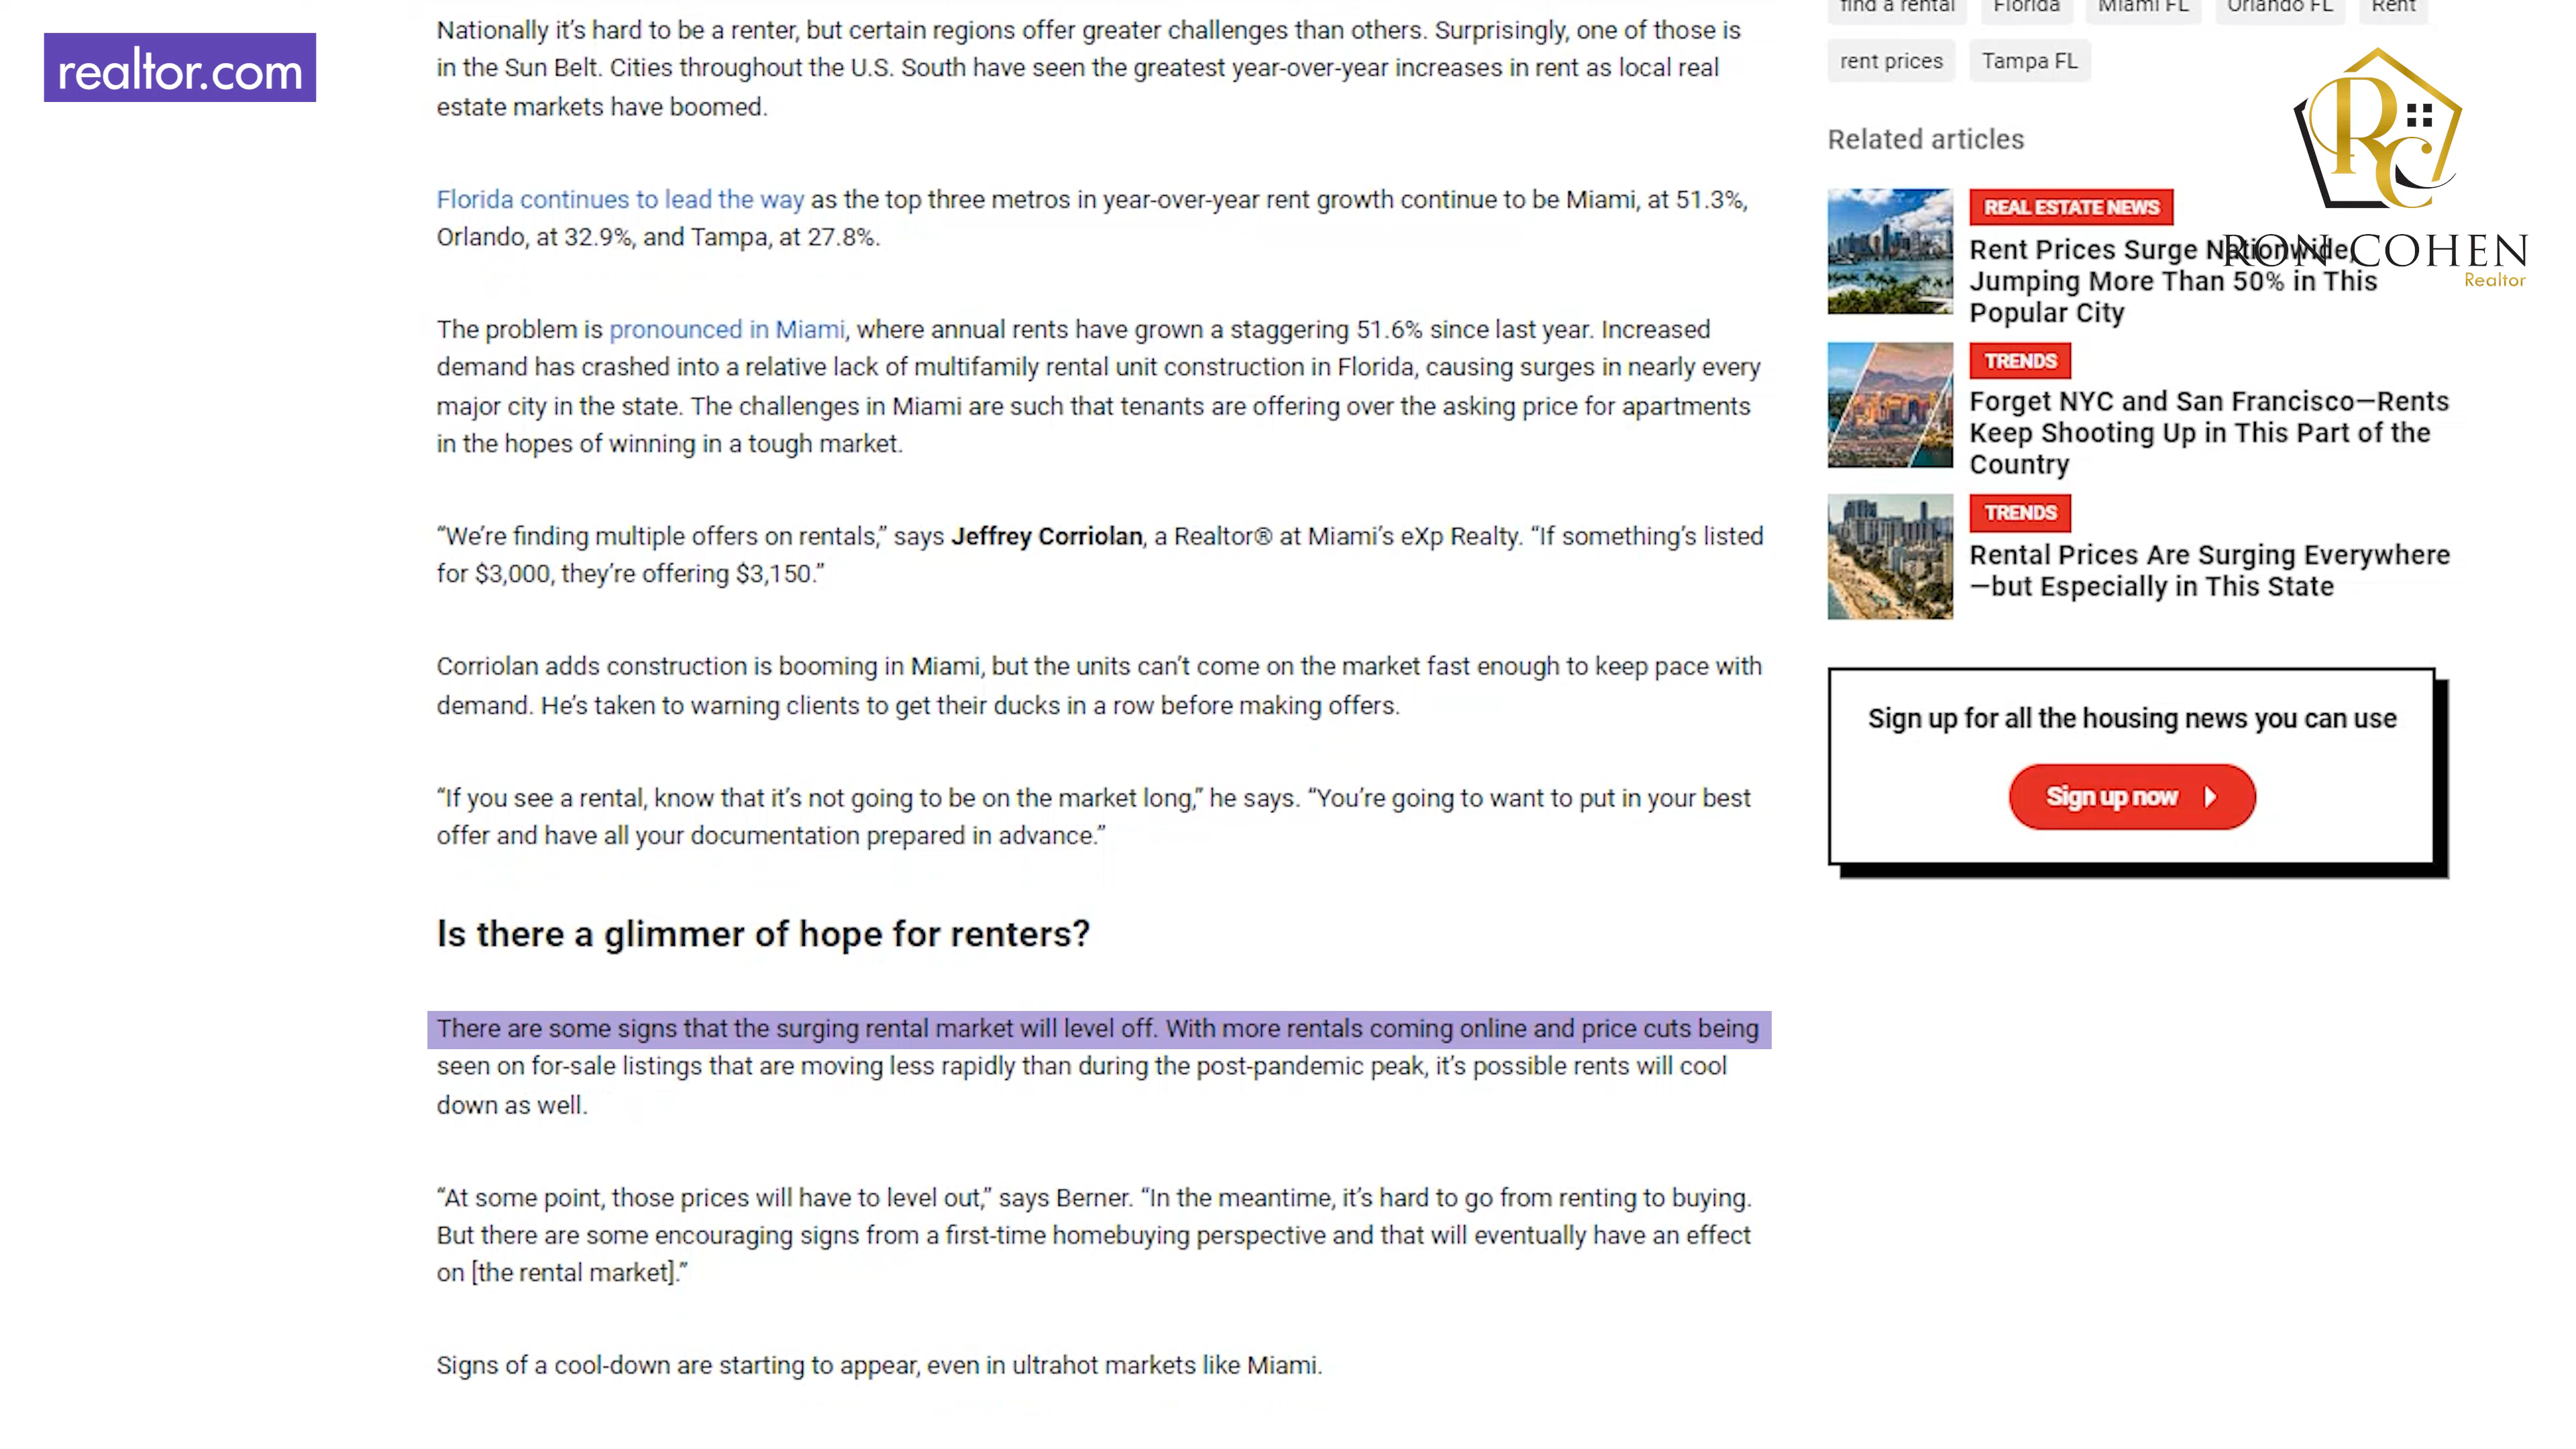 realtor.com
Nationally it’s hard to be a renter, but certain regions offer greater challenges than others. Surprisingly, one of those is
in the Sun Belt. Cities throughout the U.S. South have seen the greatest year-over-year increases in rent as local real
estate markets have boomed.
Florida continues to lead the way as the top three metros in year-over-year rent growth continue to be Miami, at 51.3%,
Orlando, at 32.9%, and Tampa, at 27.8%.
The problem is pronounced in Miami, where annual rents have grown a staggering 51.6% since last year. Increased
demand has crashed into a relative lack of multifamily rental unit construction in Florida, causing surges in nearly every
major city in the state. The challenges in Miami are such that tenants are offering over the asking price for apartments
in the hopes of winning in a tough market.
“We’re finding multiple offers on rentals,” says Jeffrey Corriolan, a Realtor® at Miami’s eXp Realty. “If something’s listed
for $3,000, they’re offering $3,150.”
Corriolan adds construction is booming in Miami, but the units can’t come on the market fast enough to keep pace with
demand. He’s taken to warning clients to get their ducks in a row before making offers.
“If you see a rental, know that it’s not going to be on the market long,” he says. “You’re going to want to put in your best
offer and have all your documentation prepared in advance.”
Is there a glimmer of hope for renters?
There are some signs that the surging rental market will level off. With more rentals coming online and price cuts being
seen on for-sale listings that are moving less rapidly than during the post-pandemic peak, it’s possible rents will cool
down as well.
“At some point, those prices will have to level out,” says Berner. “In the meantime, it’s hard to go from renting to buying.
But there are some encouraging signs from a first-time homebuying perspective and that will eventually have an effect
on [the rental market].”
Signs of a cool-down are starting to appear, even in ultrahot markets like Miami.
find a rental Florida Miami FL Orlando FL Rent
rent prices Tampa FL
RC
RON COHEN
Realtor
Related articles
REAL ESTATE NEWS
Rent Prices Surge Nationwide,
Jumping More Than 50% in This
Popular City
TRENDS
Forget NYC and San Francisco—Rents
Keep Shooting Up in This Part of the
Country
TRENDS
Rental Prices Are Surging Everywhere
—but Especially in This State
Sign up for all the housing news you can use
Sign up now